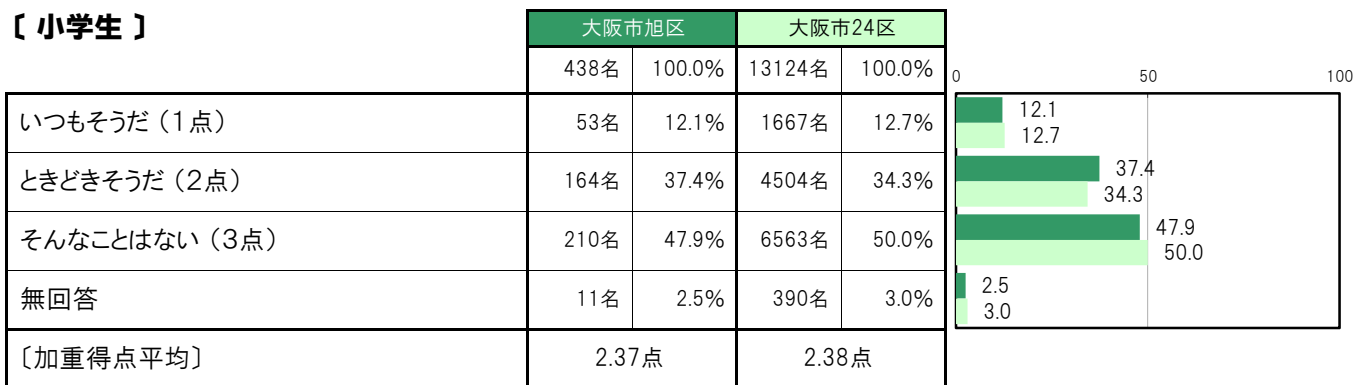 〔 小学生 〕
大阪市旭区 大阪市24区
438名 100.0% 13124名 100.0% 0 50 100
いつもそうだ（1点） 53名 12.1% 1667名 12.7% 12.1
12.7
ときどきそうだ（2点） 164名 37.4% 4504名 34.3% 37.4
34.3
そんなことはない（3点） 210名 47.9% 6563名 50.0% 47.9
50.0
無回答 11名 2.5% 390名 3.0% 2.5
3.0
〔加重得点平均〕 2.37点 2.38点